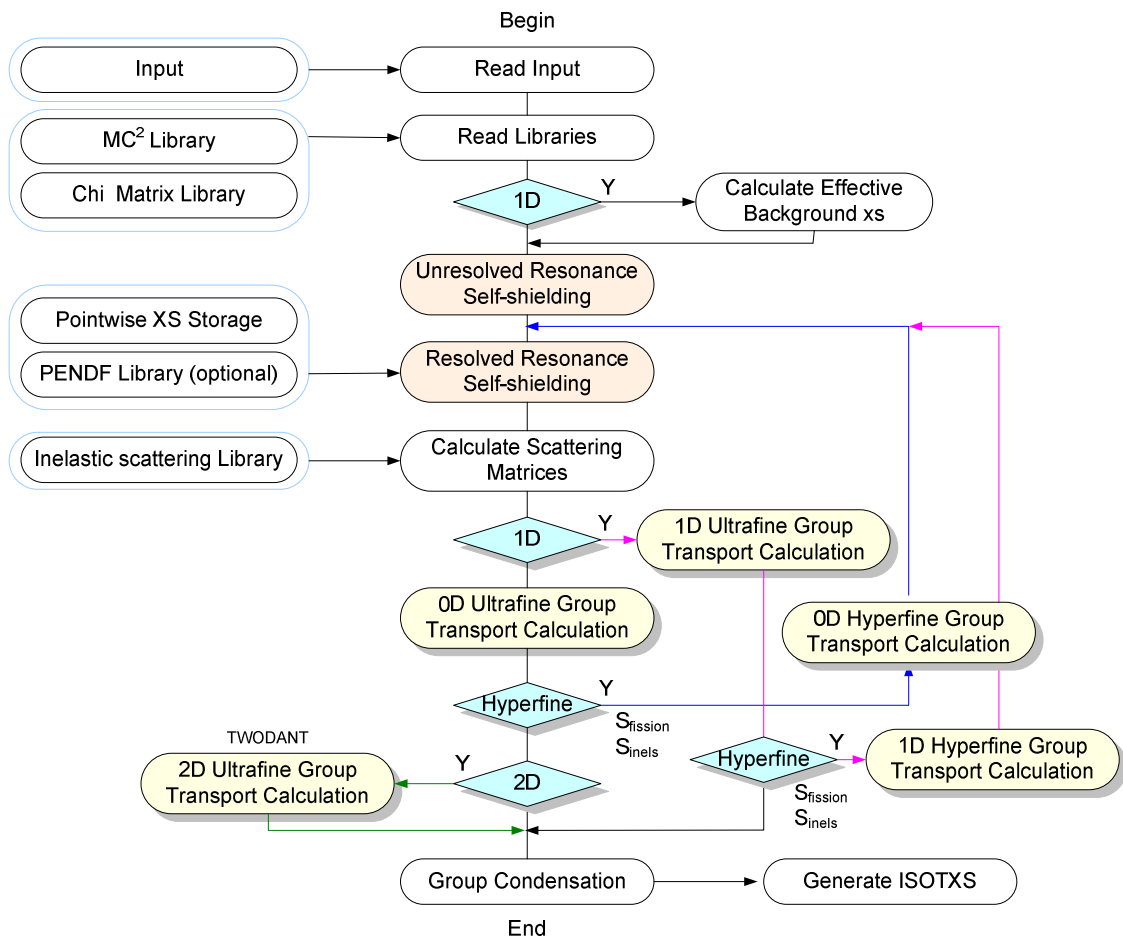 Begin
Input
Read Input
MC² Library
Read Libraries
Chi Matrix Library
1D
Y
Calculate Effective
Background xs
Unresolved Resonance
Self-shielding
Pointwise XS Storage
PENDF Library (optional)
Resolved Resonance
Self-shielding
Inelastic scattering Library
Calculate Scattering
Matrices
1D
Y
1D Ultrafine Group
Transport Calculation
0D Ultrafine Group
Transport Calculation
0D Hyperfine Group
Transport Calculation
Hyperfine
Y
Sfission
Sinels
TWODANT
2D Ultrafine Group
Transport Calculation
Y
2D
Hyperfine
Y
Sfission
Sinels
1D Hyperfine Group
Transport Calculation
Group Condensation
Generate ISOTXS
End